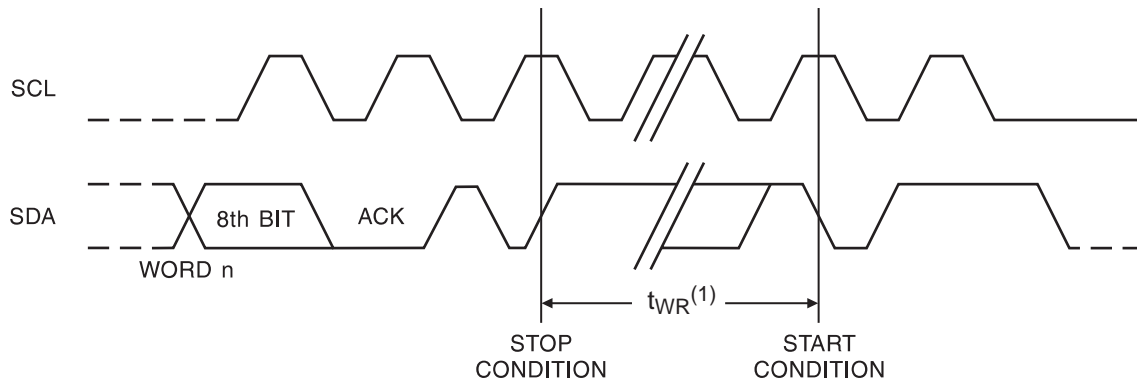 SCL
SDA
8th BIT
ACK
WORD n
tWR(1)
STOP
CONDITION
START
CONDITION